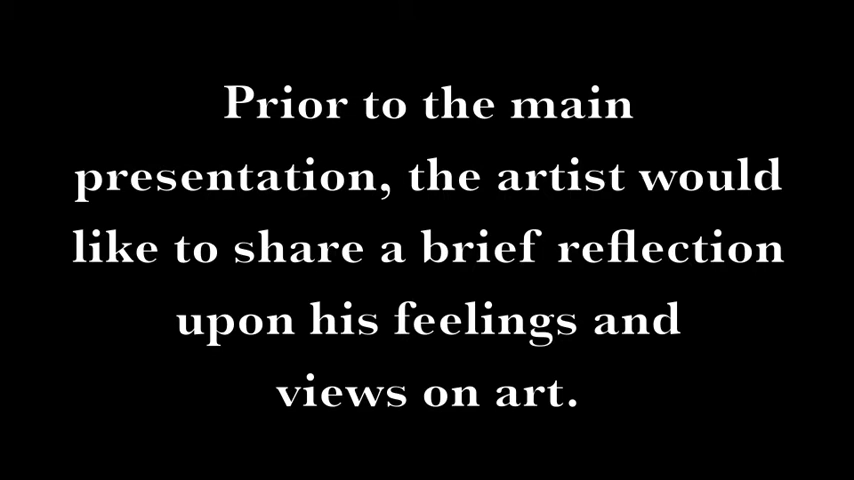 Prior to the main
presentation, the artist would
like to share a brief reflection
upon his feelings and
views on art.